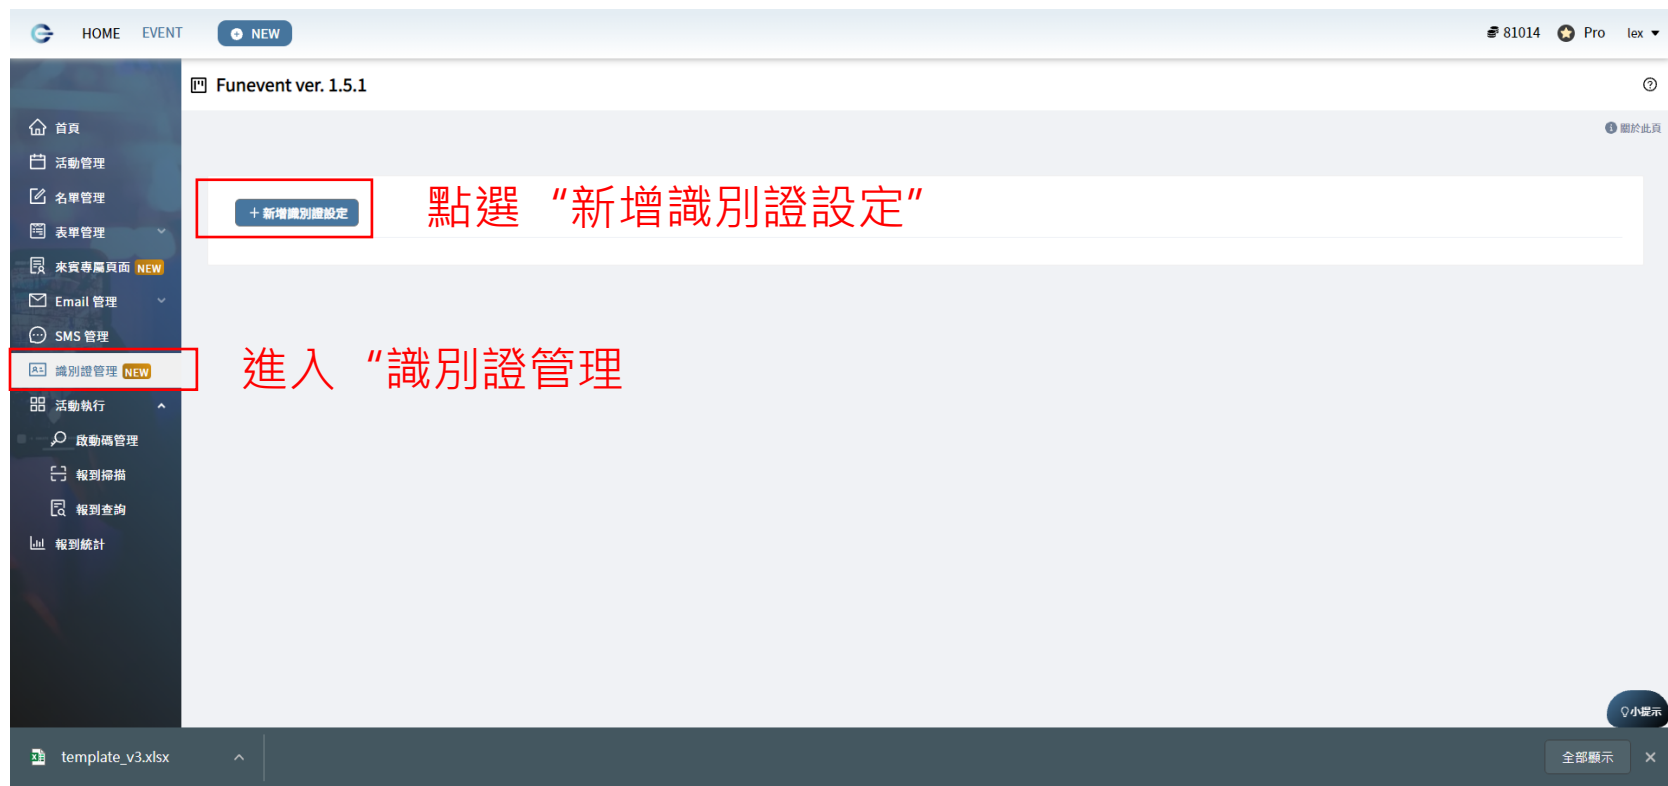 HOME EVENT NEW 81014 Pro lex
Funevent ver. 1.5.1
首頁
關於此頁
活動管理
名單管理
+ 新增識別證設定
點選 “新增識別證設定”
表單管理
來賓專屬頁面 NEW
Email 管理
SMS 管理
識別證管理 NEW
進入 “識別證管理
活動執行
啟動碼管理
報到掃描
報到查詢
報到統計
小提示
template_v3.xlsx
全部顯示